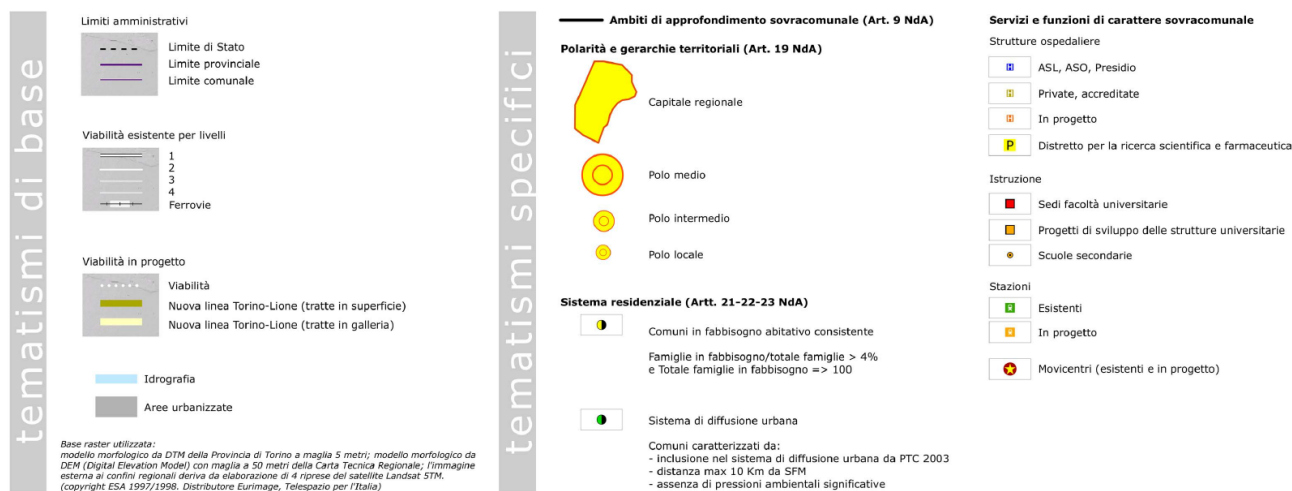 tematismi di base
Limiti amministrativi
Limite di Stato
Limite provinciale
Limite comunale
Viabilità esistente per livelli
1
2
3
4
Ferrovie
Viabilità in progetto
Viabilità
Nuova linea Torino-Lione (tratte in superficie)
Nuova linea Torino-Lione (tratte in galleria)
Idrografia
Aree urbanizzate
Base raster utilizzata:
modello morfologico da DTM della Provincia di Torino a maglia 5 metri; modello morfologico da
DEM (Digital Elevation Model) con maglia a 50 metri della Carta Tecnica Regionale; l'immagine
esterna ai confini regionali deriva da elaborazione di 4 riprese del satellite Landsat 5TM.
(copyright ESA 1997/1998. Distributore Eurimage, Telespazio per l'Italia)
tematismi specifici
Ambiti di approfondimento sovracomunale (Art. 9 NdA)
Polarità e gerarchie territoriali (Art. 19 NdA)
Capitale regionale
Polo medio
Polo intermedio
Polo locale
Sistema residenziale (Artt. 21-22-23 NdA)
Comuni in fabbisogno abitativo consistente
Famiglie in fabbisogno/totale famiglie > 4%
e Totale famiglie in fabbisogno => 100
Sistema di diffusione urbana
Comuni caratterizzati da:
- inclusione nel sistema di diffusione urbana da PTC 2003
- distanza max 10 Km da SFM
- assenza di pressioni ambientali significative
Servizi e funzioni di carattere sovracomunale
Strutture ospedaliere
H ASL, ASO, Presidio
H Private, accreditate
H In progetto
P Distretto per la ricerca scientifica e farmaceutica
Istruzione
Sedi facoltà universitarie
Progetti di sviluppo delle strutture universitarie
Scuole secondarie
Stazioni
Esistenti
In progetto
Movicentri (esistenti e in progetto)